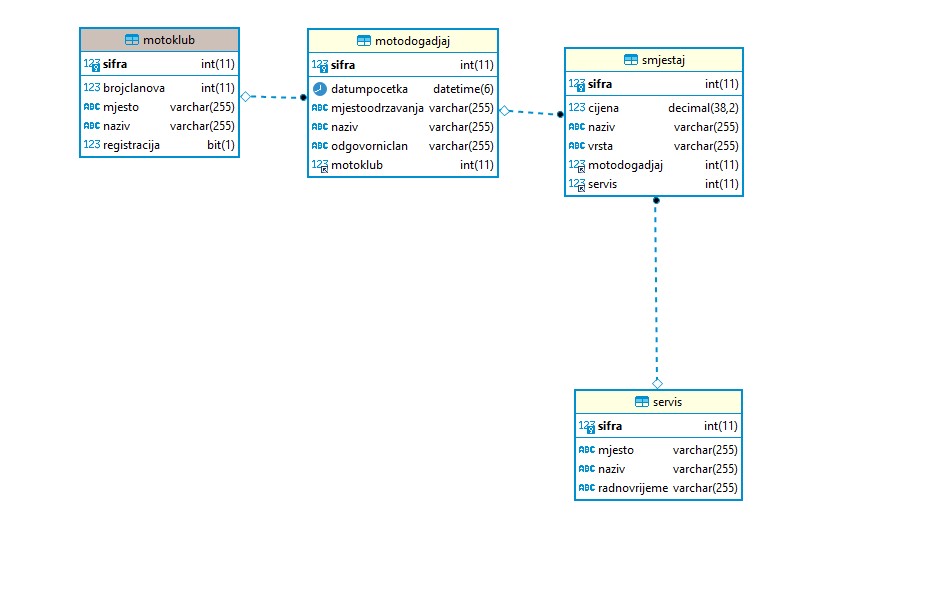 motoklub
123 sifra int(11)
123 brojclanova int(11)
ABC mjesto varchar(255)
ABC naziv varchar(255)
123 registracija bit(1)
motodogadjaj
123 sifra int(11)
datumpocetka datetime(6)
ABC mjestoodrzavanja varchar(255)
ABC naziv varchar(255)
ABC odgovorniclan varchar(255)
123 motoklub int(11)
smjestaj
123 sifra int(11)
123 cijena decimal(38,2)
ABC naziv varchar(255)
ABC vrsta varchar(255)
123 motodogadjaj int(11)
123 servis int(11)
servis
123 sifra int(11)
ABC mjesto varchar(255)
ABC naziv varchar(255)
ABC radnovrijeme varchar(255)